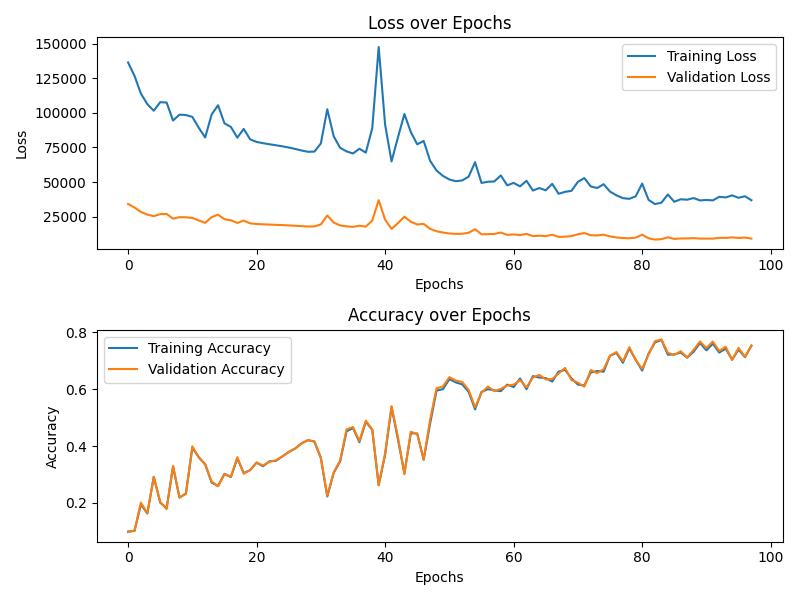 Loss over Epochs
150000
125000
100000
75000
50000
25000
Loss
Training Loss
Validation Loss
0 20 40 60 80 100
Epochs
Accuracy over Epochs
0.8
0.6
0.4
0.2
Accuracy
Training Accuracy
Validation Accuracy
0 20 40 60 80 100
Epochs